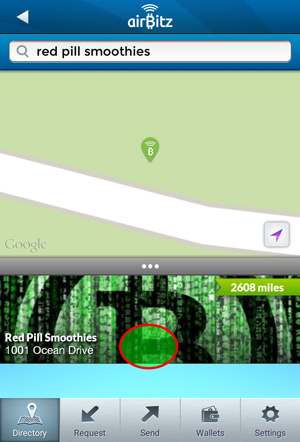 airBitz
red pill smoothies
Google
2608 miles
Red Pill Smoothies
1001 Ocean Drive
Directory
Request
Send
Wallets
Settings